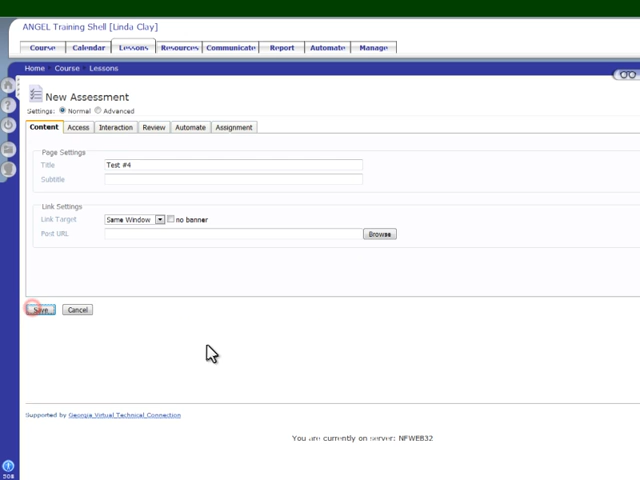 ANGEL Training Shell [Linda Clay]
Course Calendar Lessons Resources Communicate Report Automate Manage
Home Course Lessons
New Assessment
Settings: Normal Advanced
Content Access Interaction Review Automate Assignment
Page Settings
Title Test #4
Subtitle
Link Settings
Link Target Same Window no banner
Post URL Browse
Save Cancel
Supported by Georgia Virtual Technical Connection
You are currently on server: NFWEB32